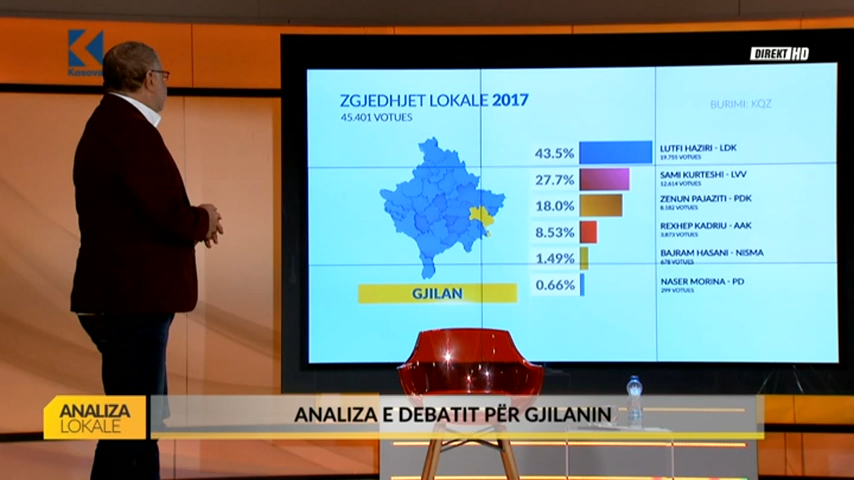 Kosova
DIREKT HD
ZGJEDHJET LOKALE 2017
45.401 VOTUES
BURIMI: KQZ
43.5%
LUTFI HAZIRI - LDK
19.755 VOTUES
27.7%
SAMI KURTESHI - LVV
12.614 VOTUES
18.0%
ZENUN PAJAZITI - PDK
8.182 VOTUES
8.53%
REXHEP KADRIU - AAK
3.873 VOTUES
1.49%
BAJRAM HASANI - NISMA
678 VOTUES
0.66%
NASER MORINA - PD
299 VOTUES
GJILAN
ANALIZA
LOKALE
ANALIZA E DEBATIT PËR GJILANIN